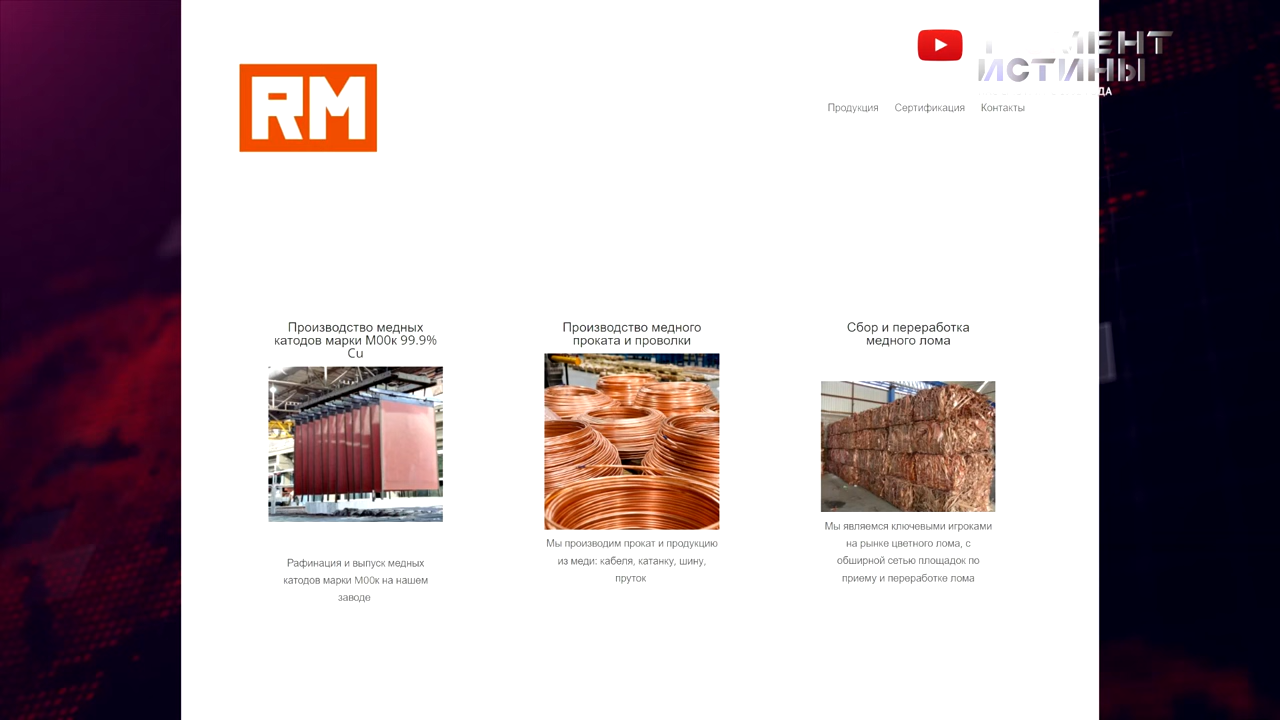 RM
ИСТИНЫ
Продукция Сертификация Контакты
Производство медных
катодов марки М00к 99.9%
Cu
Рафинация и выпуск медных
катодов марки М00к на нашем
заводе
Производство медного
проката и проволки
Мы производим прокат и продукцию
из меди: кабеля, катанку, шину,
пруток
Сбор и переработка
медного лома
Мы являемся ключевыми игроками
на рынке цветного лома, с
обширной сетью площадок по
приему и переработке лома